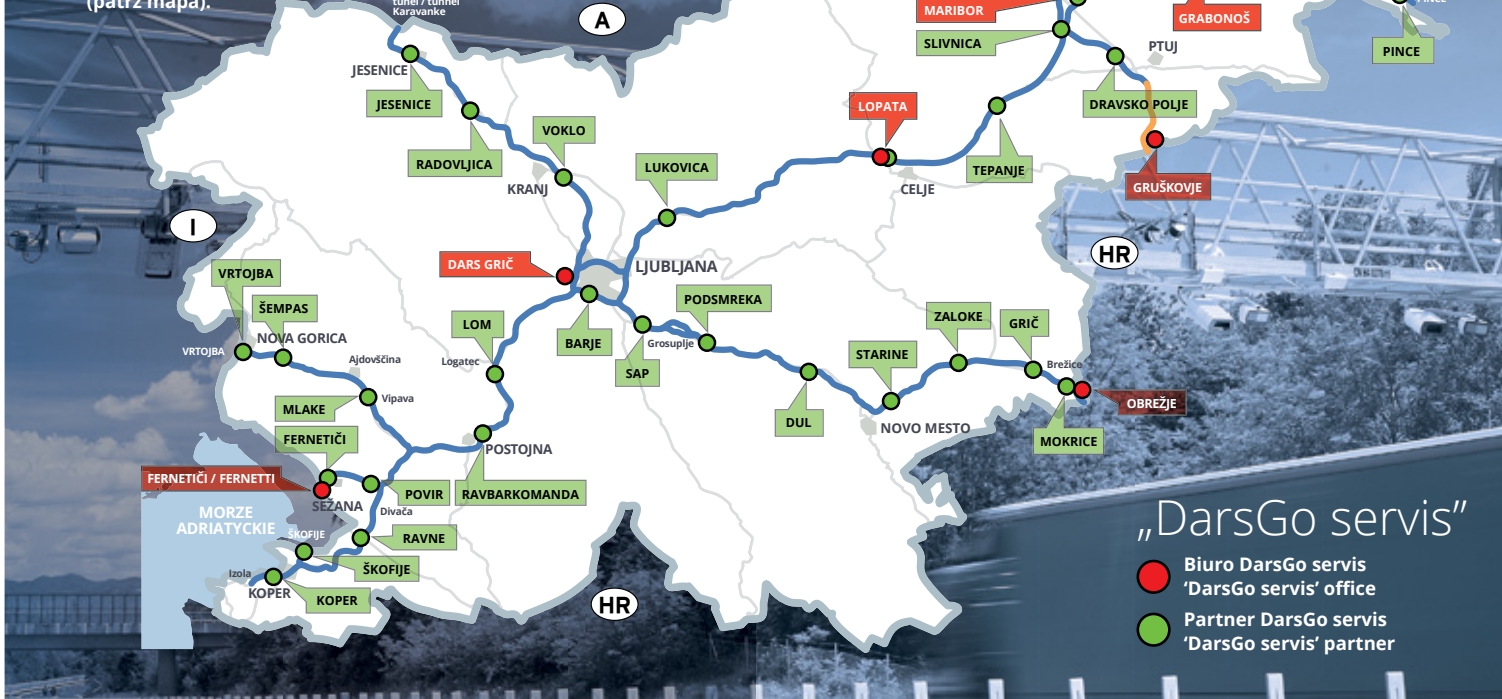 (patrz mapa).
tunel / tunnel
Karavanke
A
MARIBOR
GRABONOŠ
SLIVNICA
PTUJ
PINCE
PINCE
JESENICE
JESENICE
DRAVSKO POLJE
LOPATA
VOKLO
RADOVLJICA
LUKOVICA
TEPANJE
KRANJ
CELJE
GRUŠKOVJE
I
HR
DARS GRIČ
LJUBLJANA
VRTOJBA
ŠEMPAS
PODSMREKA
LOM
ZALOKE
GRIČ
NOVA GORICA
BARJE
Grosuplje
VRTOJBA
Ajdovščina
Logatec
STARINE
Brežice
SAP
MLAKE
Vipava
OBREŽJE
DUL
NOVO MESTO
FERNETIČI
MOKRICE
POSTOJNA
FERNETIČI / FERNETTI
POVIR
RAVBARKOMANDA
SEŽANA
Divača
MORZE
ADRIATYCKIE
ŠKOFIJE
RAVNE
ŠKOFIJE
Izola
KOPER
KOPER
HR
„DarsGo servis”
Biuro DarsGo servis
‘DarsGo servis’ office
Partner DarsGo servis
‘DarsGo servis’ partner